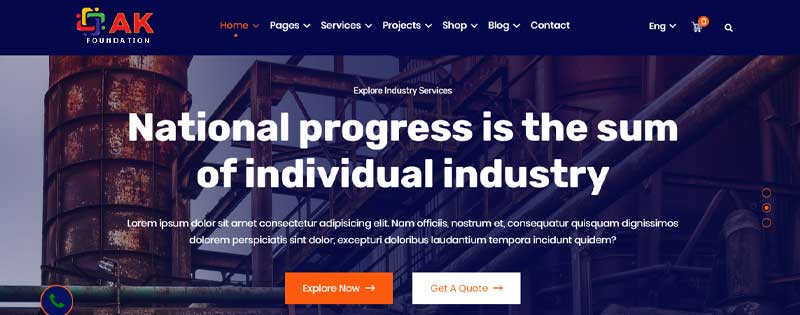 AK
FOUNDATION
Home Pages Services Projects Shop Blog Contact Eng 0
Explore Industry Services
National progress is the sum
of individual industry
Lorem ipsum dolor sit amet consectetur adipisicing elit. Nam officiis, nostrum et, consequatur quisquam dignissimos
dolorem perspiciatis sint dolor, excepturi doloribus laudantium tempora incidunt quidem?
Explore Now → Get A Quote →